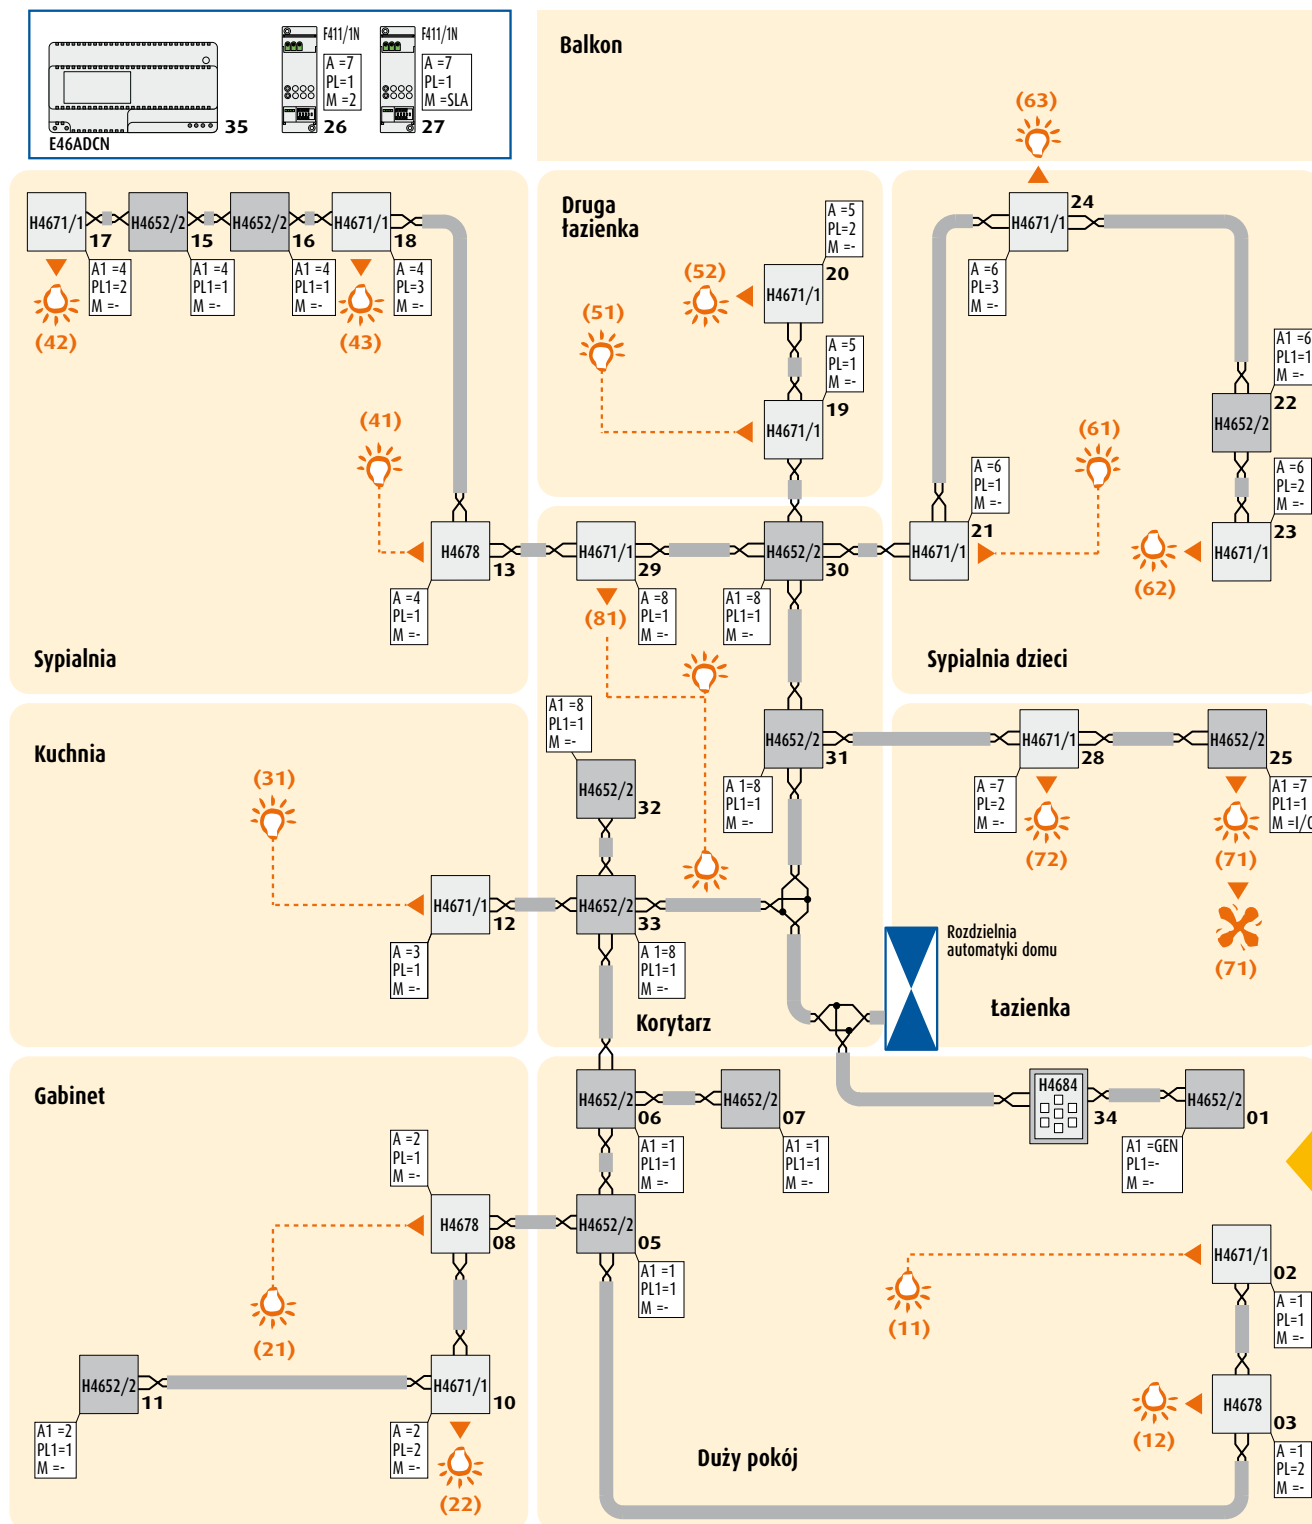 F411/1N
A =7
PL=1
M =2
26
F411/1N
A =7
PL=1
M =SLA
27
35
E46ADCN
Balkon
(63)
H4671/1
17
A1 =4
PL1=2
M =-
(42)
H4652/2
15
A1 =4
PL1=1
M =-
H4652/2
16
A1 =4
PL1=1
M =-
H4671/1
18
A =4
PL=3
M =-
(43)
(41)
H4678
13
A =4
PL=1
M =-
Sypialnia
Druga
łazienka
A =5
PL=2
M =-
20
H4671/1
(52)
(51)
A =5
PL=1
M =-
19
H4671/1
24
H4671/1
A =6
PL=3
M =-
A1 =6
PL1=1
M =-
22
H4652/2
A =6
PL=2
M =-
23
H4671/1
(62)
(61)
A =6
PL=1
M =-
21
H4671/1
Sypialnia dzieci
H4671/1
29
A =8
PL=1
M =-
(81)
H4652/2
30
A1 =8
PL1=1
M =-
A1 =8
PL1=1
M =-
H4652/2
32
H4652/2
31
A 1=8
PL1=1
M =-
H4671/1
28
A =7
PL=2
M =-
(72)
H4652/2
25
A1 =7
PL1=1
M =I/O
(71)
(71)
Kuchnia
(31)
H4671/1
12
A =3
PL=1
M =-
H4652/2
33
A 1=8
PL1=1
M =-
Korytarz
Rozdzielnia
automatyki domu
Łazienka
Gabinet
A =2
PL=1
M =-
H4678
08
(21)
H4652/2
11
A1 =2
PL1=1
M =-
H4671/1
10
A =2
PL=2
M =-
(22)
H4652/2
06
A1 =1
PL1=1
M =-
H4652/2
07
A1 =1
PL1=1
M =-
H4652/2
05
A1 =1
PL1=1
M =-
H4684
34
H4652/2
01
A1 =GEN
PL1=-
M =-
(11)
H4671/1
02
A =1
PL=1
M =-
H4678
03
A =1
PL=2
M =-
(12)
Duży pokój